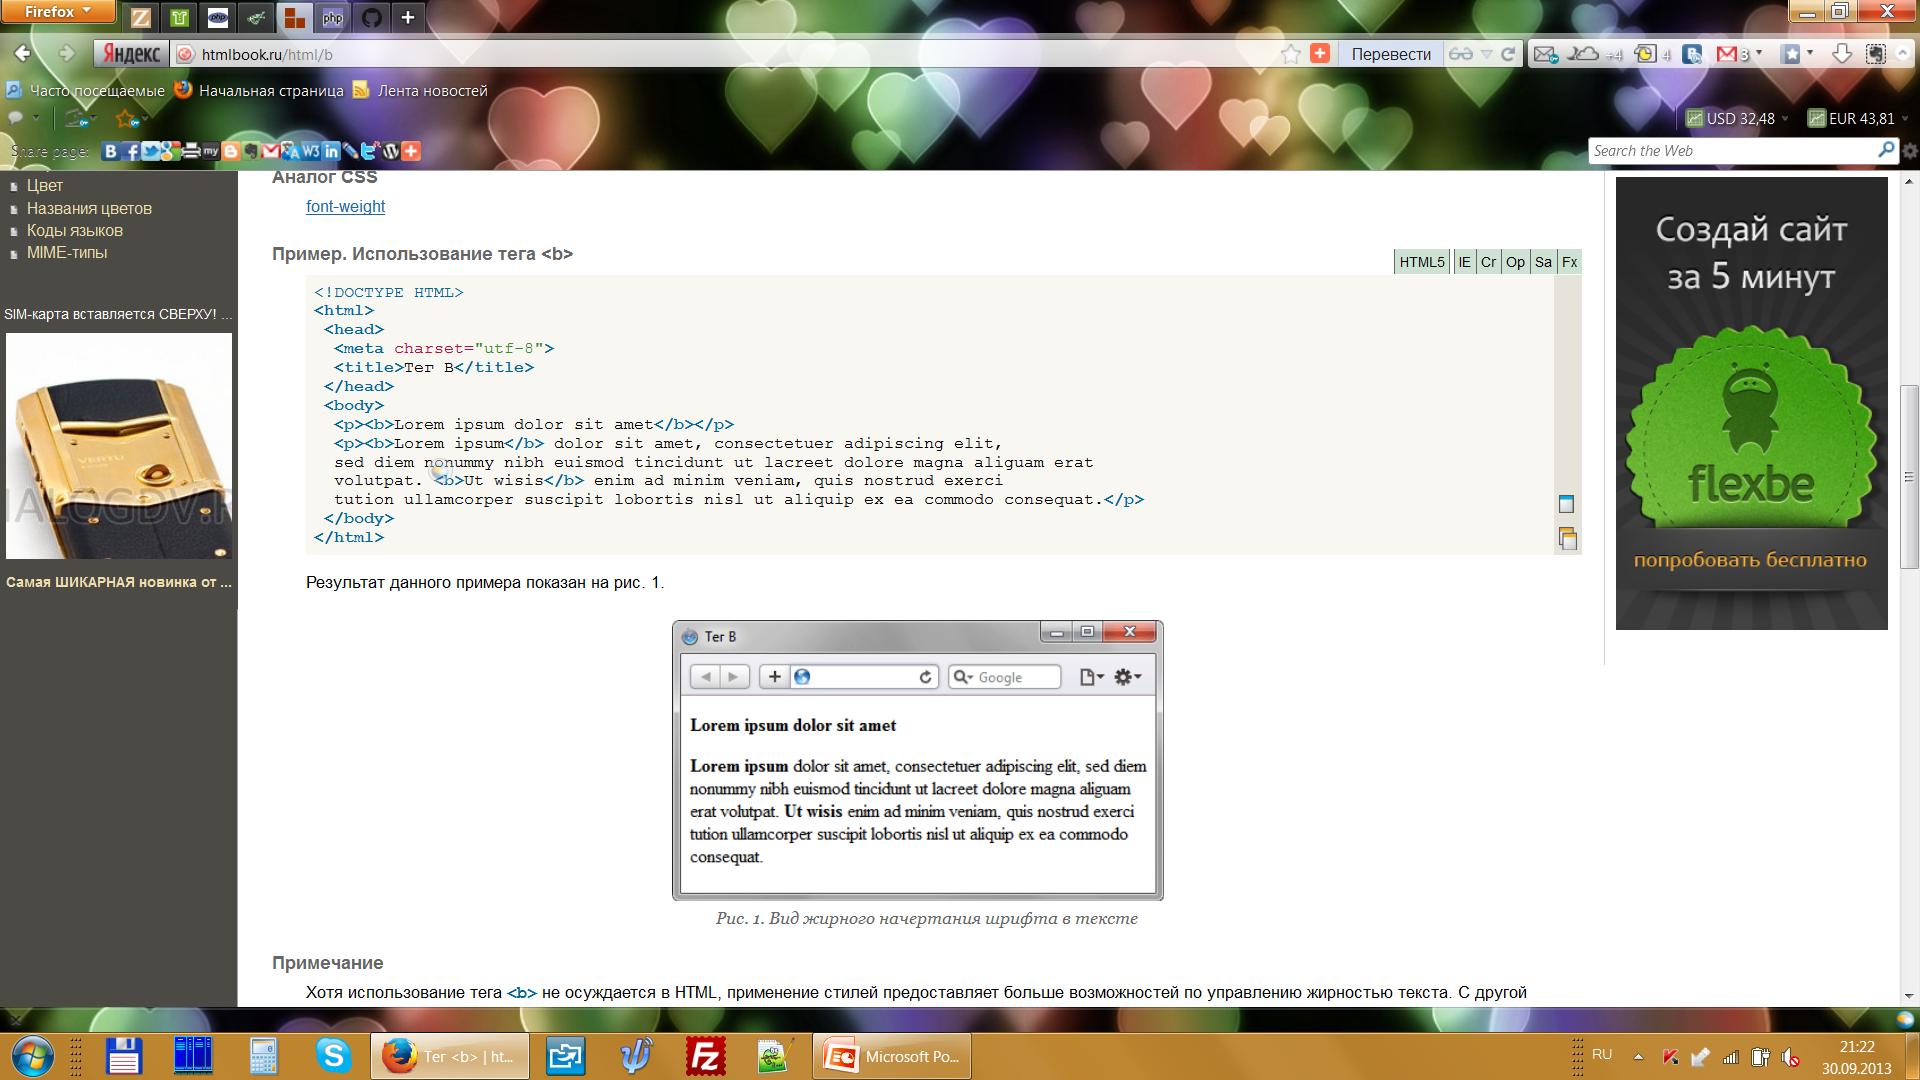 Firefox
Яндекс
htmlbook.ru/html/b
Перевести
+4
4
3
Часто посещаемые
Начальная страница
Лента новостей
USD 32,48
EUR 43,81
Share page:
Search the Web
Цвет
Названия цветов
Коды языков
MIME-типы
SIM-карта вставляется СВЕРХУ! ...
VERTU
Самая ШИКАРНАЯ новинка от ...
Аналог CSS
font-weight
Пример. Использование тега <b>
HTML5 IE Cr Op Sa Fx
<!DOCTYPE HTML>
<html>
<head>
<meta charset="utf-8">
<title>Тег B</title>
</head>
<body>
<p><b>Lorem ipsum dolor sit amet</b></p>
<p><b>Lorem ipsum</b> dolor sit amet, consectetuer adipiscing elit,
sed diem nonummy nibh euismod tincidunt ut lacreet dolore magna aliguam erat
volutpat. <b>Ut wisis</b> enim ad minim veniam, quis nostrud exerci
tution ullamcorper suscipit lobortis nisl ut aliquip ex ea commodo consequat.</p>
</body>
</html>
Результат данного примера показан на рис. 1.
Тег B
Google
Lorem ipsum dolor sit amet
Lorem ipsum dolor sit amet, consectetuer adipiscing elit, sed diem
nonummy nibh euismod tincidunt ut lacreet dolore magna aliguam
erat volutpat. Ut wisis enim ad minim veniam, quis nostrud exerci
tution ullamcorper suscipit lobortis nisl ut aliquip ex ea commodo
consequat.
Рис. 1. Вид жирного начертания шрифта в тексте
Примечание
Хотя использование тега <b> не осуждается в HTML, применение стилей предоставляет больше возможностей по управлению жирностью текста. С другой
Создай сайт
за 5 минут
flexbe
попробовать бесплатно
Тег <b> | ht...
Microsoft Po...
RU
21:22
30.09.2013